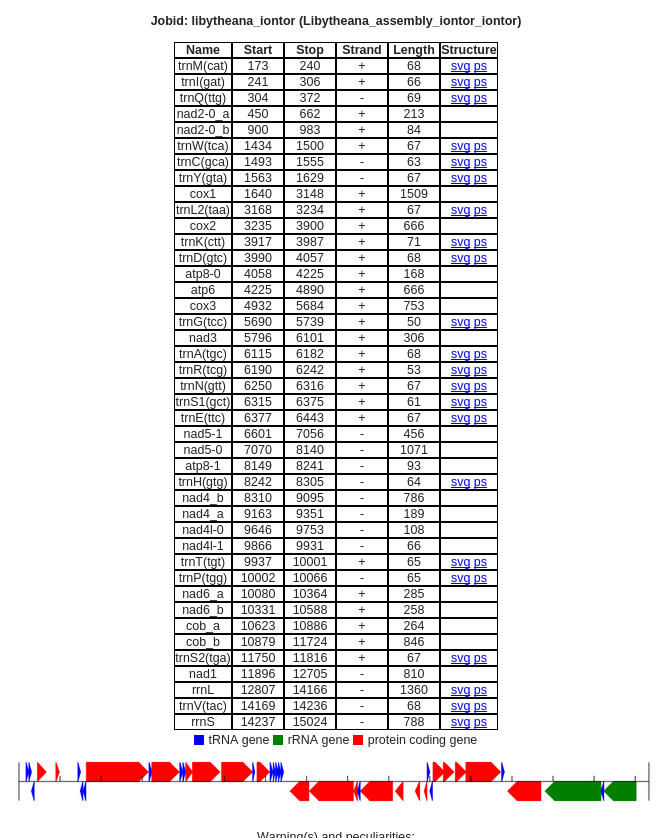 Jobid: libytheana_iontor (Libytheana_assembly_iontor_iontor)
Name Start Stop Strand Length Structure
trnM(cat) 173 240 + 68 svg ps
trnI(gat) 241 306 + 66 svg ps
trnQ(ttg) 304 372 - 69 svg ps
nad2-0_a 450 662 + 213
nad2-0_b 900 983 + 84
trnW(tca) 1434 1500 + 67 svg ps
trnC(gca) 1493 1555 - 63 svg ps
trnY(gta) 1563 1629 - 67 svg ps
cox1 1640 3148 + 1509
trnL2(taa) 3168 3234 + 67 svg ps
cox2 3235 3900 + 666
trnK(ctt) 3917 3987 + 71 svg ps
trnD(gtc) 3990 4057 + 68 svg ps
atp8-0 4058 4225 + 168
atp6 4225 4890 + 666
cox3 4932 5684 + 753
trnG(tcc) 5690 5739 + 50 svg ps
nad3 5796 6101 + 306
trnA(tgc) 6115 6182 + 68 svg ps
trnR(tcg) 6190 6242 + 53 svg ps
trnN(gtt) 6250 6316 + 67 svg ps
trnS1(gct) 6315 6375 + 61 svg ps
trnE(ttc) 6377 6443 + 67 svg ps
nad5-1 6601 7056 - 456
nad5-0 7070 8140 - 1071
atp8-1 8149 8241 - 93
trnH(gtg) 8242 8305 - 64 svg ps
nad4_b 8310 9095 - 786
nad4_a 9163 9351 - 189
nad4l-0 9646 9753 - 108
nad4l-1 9866 9931 - 66
trnT(tgt) 9937 10001 + 65 svg ps
trnP(tgg) 10002 10066 - 65 svg ps
nad6_a 10080 10364 + 285
nad6_b 10331 10588 + 258
cob_a 10623 10886 + 264
cob_b 10879 11724 + 846
trnS2(tga) 11750 11816 + 67 svg ps
nad1 11896 12705 - 810
rrnL 12807 14166 - 1360 svg ps
trnV(tac) 14169 14236 - 68 svg ps
rrnS 14237 15024 - 788 svg ps
tRNA gene rRNA gene protein coding gene
Warning(s) and peculiarities: